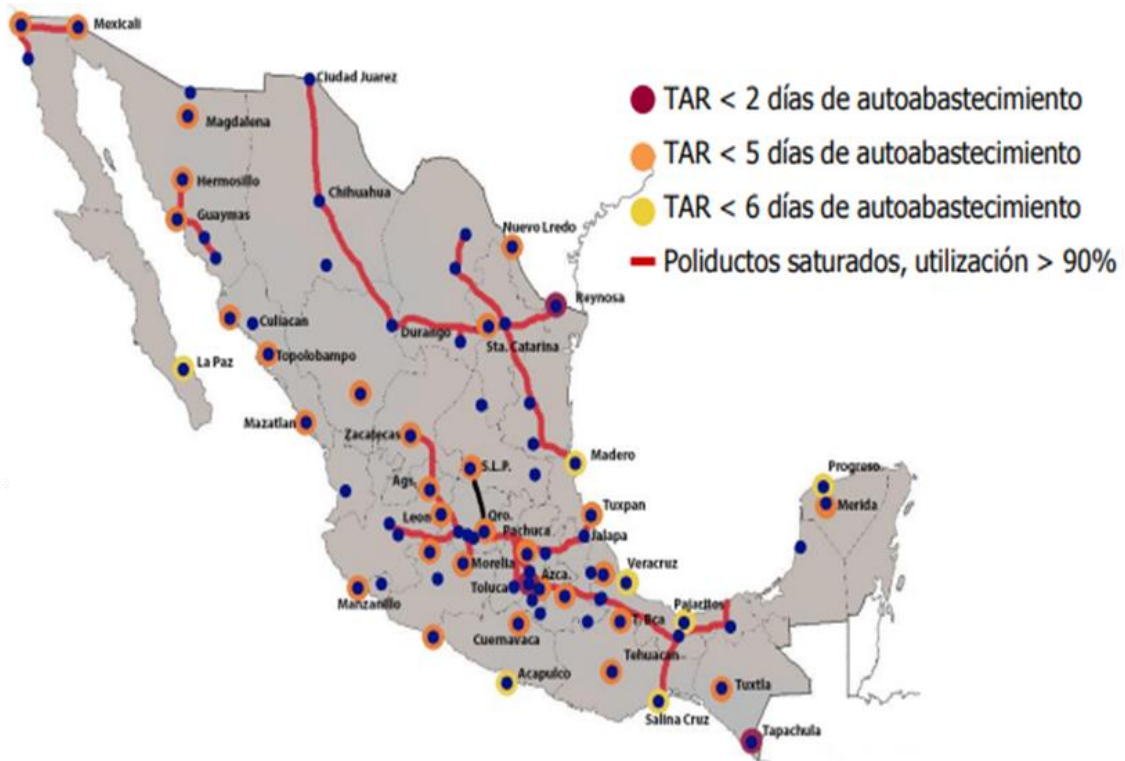 Mexicali
Ciudad Juarez
TAR < 2 días de autoabastecimiento
Magdalena
TAR < 5 días de autoabastecimiento
Hermosillo
Chihuahua
TAR < 6 días de autoabastecimiento
Guaymas
Nuevo Lredo
Poliductos saturados, utilización > 90%
Reynosa
Culiacan
Durango
Sta. Catarina
La Paz
Topolobampo
Mazatlan
Zacatecas
Madero
S.L.P.
Progreso
Ags.
Tuxpan
Merida
Leon
Qro.
Pachuca
Jalapa
Morelia
Azca.
Veracruz
Toluca
Manzanillo
Pajaritos
T. Bca
Cuernavaca
Tehuacan
Acapulco
Tuxtla
Salina Cruz
Tapachula